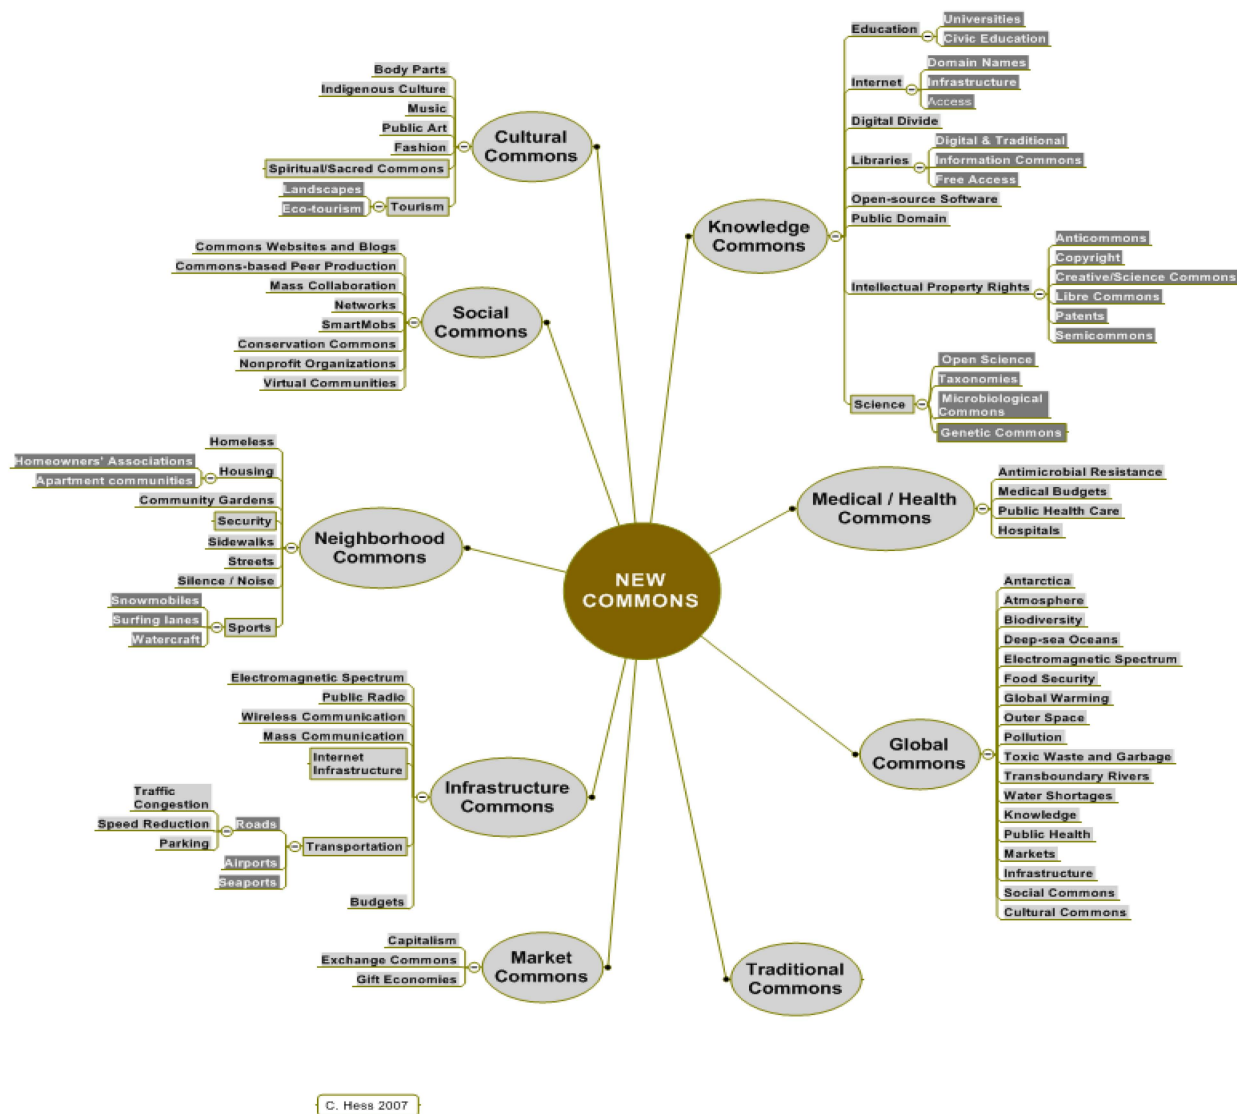 Body Parts
Indigenous Culture
Music
Public Art
Fashion
Spiritual/Sacred Commons
Landscapes
Eco-tourism
Tourism
Cultural
Commons
Commons Websites and Blogs
Commons-based Peer Production
Mass Collaboration
Networks
SmartMobs
Conservation Commons
Nonprofit Organizations
Virtual Communities
Social
Commons
Homeless
Homeowners' Associations
Apartment communities
Housing
Community Gardens
Security
Sidewalks
Streets
Silence / Noise
Snowmobiles
Surfing lanes
Watercraft
Sports
Neighborhood
Commons
Electromagnetic Spectrum
Public Radio
Wireless Communication
Mass Communication
Internet
Infrastructure
Traffic
Congestion
Speed Reduction
Parking
Roads
Airports
Seaports
Transportation
Budgets
Infrastructure
Commons
Capitalism
Exchange Commons
Gift Economies
Market
Commons
NEW
COMMONS
Knowledge
Commons
Education
Universities
Civic Education
Internet
Domain Names
Infrastructure
Access
Digital Divide
Libraries
Digital & Traditional
Information Commons
Free Access
Open-source Software
Public Domain
Intellectual Property Rights
Anticommons
Copyright
Creative/Science Commons
Libre Commons
Patents
Semicommons
Science
Open Science
Taxonomies
Microbiological
Commons
Genetic Commons
Medical / Health
Commons
Antimicrobial Resistance
Medical Budgets
Public Health Care
Hospitals
Global
Commons
Antarctica
Atmosphere
Biodiversity
Deep-sea Oceans
Electromagnetic Spectrum
Food Security
Global Warming
Outer Space
Pollution
Toxic Waste and Garbage
Transboundary Rivers
Water Shortages
Knowledge
Public Health
Markets
Infrastructure
Social Commons
Cultural Commons
Traditional
Commons
C. Hess 2007